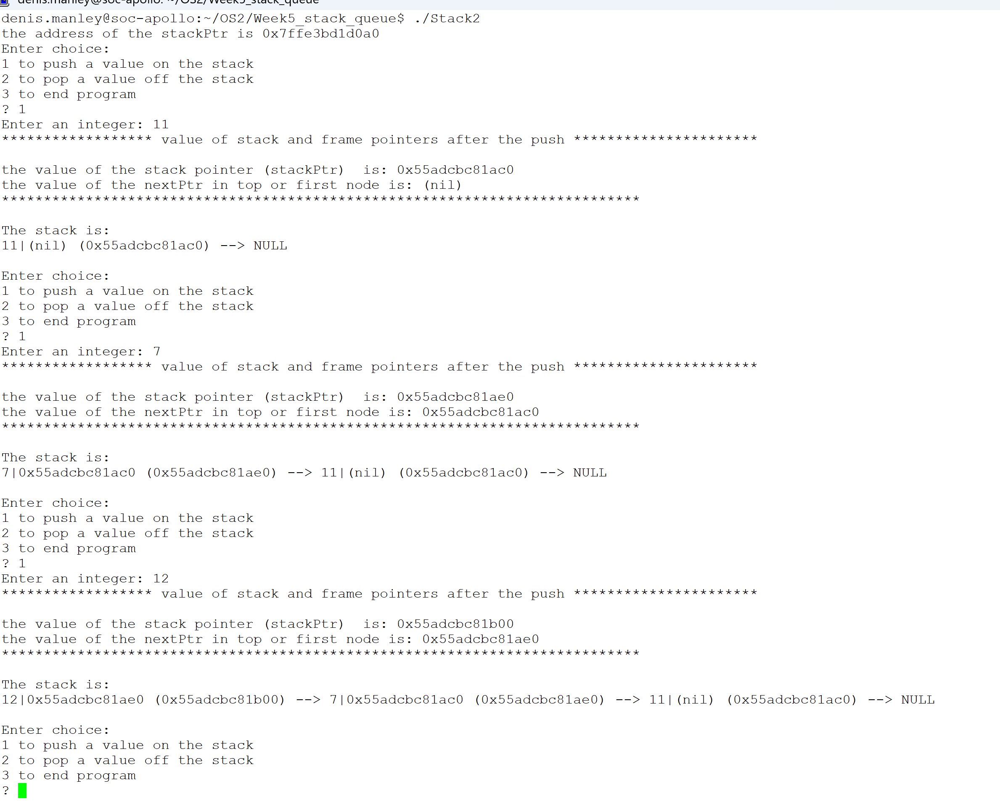 denis.manley@soc-apollo: ~/OS2/Week5_stack_queue
denis.manley@soc-apollo:~/OS2/Week5_stack_queue$ ./Stack2
the address of the stackPtr is 0x7ffe3bd1d0a0
Enter choice:
1 to push a value on the stack
2 to pop a value off the stack
3 to end program
? 1
Enter an integer: 11
****************** value of stack and frame pointers after the push **********************
the value of the stack pointer (stackPtr)  is: 0x55adcbc81ac0
the value of the nextPtr in top or first node is: (nil)
****************************************************************************
The stack is:
11|(nil) (0x55adcbc81ac0) --> NULL
Enter choice:
1 to push a value on the stack
2 to pop a value off the stack
3 to end program
? 1
Enter an integer: 7
****************** value of stack and frame pointers after the push **********************
the value of the stack pointer (stackPtr)  is: 0x55adcbc81ae0
the value of the nextPtr in top or first node is: 0x55adcbc81ac0
****************************************************************************
The stack is:
7|0x55adcbc81ac0 (0x55adcbc81ae0) --> 11|(nil) (0x55adcbc81ac0) --> NULL
Enter choice:
1 to push a value on the stack
2 to pop a value off the stack
3 to end program
? 1
Enter an integer: 12
****************** value of stack and frame pointers after the push **********************
the value of the stack pointer (stackPtr)  is: 0x55adcbc81b00
the value of the nextPtr in top or first node is: 0x55adcbc81ae0
****************************************************************************
The stack is:
12|0x55adcbc81ae0 (0x55adcbc81b00) --> 7|0x55adcbc81ac0 (0x55adcbc81ae0) --> 11|(nil) (0x55adcbc81ac0) --> NULL
Enter choice:
1 to push a value on the stack
2 to pop a value off the stack
3 to end program
?